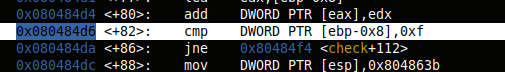 0x080484d4 <+80>: add DWORD PTR [eax],edx
0x080484d6 <+82>: cmp DWORD PTR [ebp-0x8],0xf
0x080484da <+86>: jne 0x80484f4 <check+112>
0x080484dc <+88>: mov DWORD PTR [esp],0x804863b